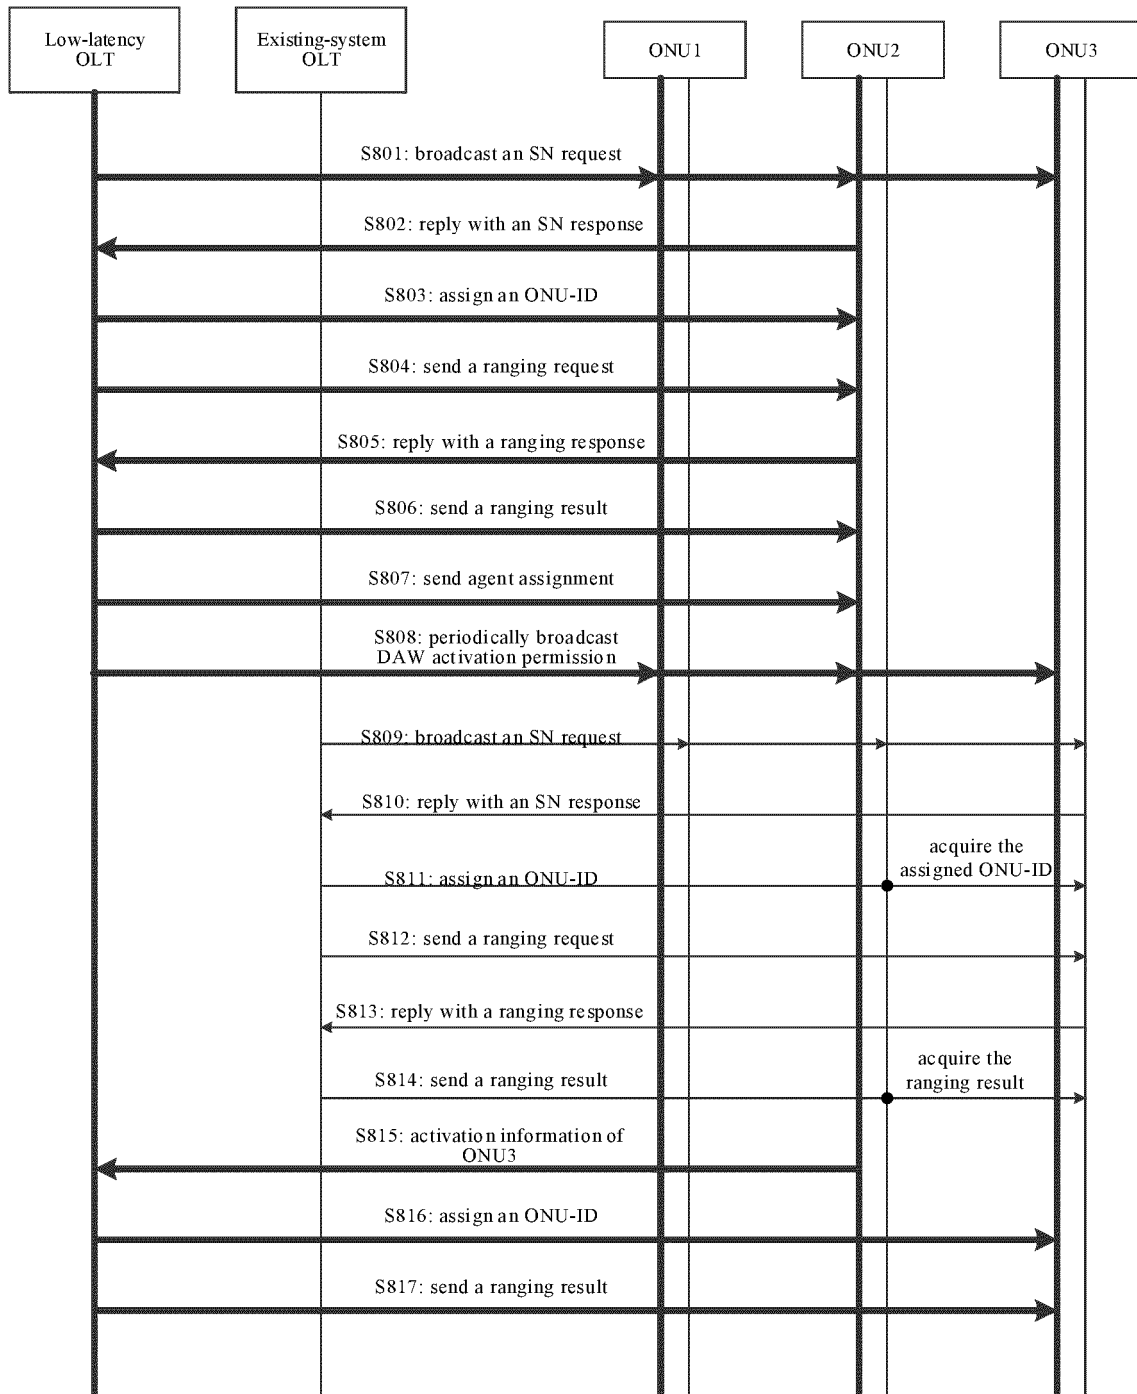 Low-latency
OLT
Existing-system
OLT
ONU1
ONU2
ONU3
S801: broadcast an SN request
S802: reply with an SN response
S803: assign an ONU-ID
S804: send a ranging request
S805: reply with a ranging response
S806: send a ranging result
S807: send agent assignment
S808: periodically broadcast
DAW activation permission
S809: broadcast an SN request
S810: reply with an SN response
acquire the
assigned ONU-ID
S811: assign an ONU-ID
S812: send a ranging request
S813: reply with a ranging response
acquire the
ranging result
S814: send a ranging result
S815: activation information of
ONU3
S816: assign an ONU-ID
S817: send a ranging result